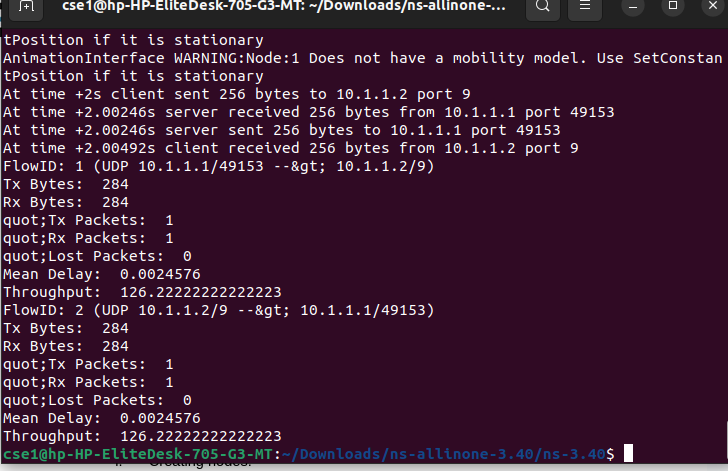 cse1@hp-HP-EliteDesk-705-G3-MT: ~/Downloads/ns-allinone-...
tPosition if it is stationary
AnimationInterface WARNING:Node:1 Does not have a mobility model. Use SetConstan
tPosition if it is stationary
At time +2s client sent 256 bytes to 10.1.1.2 port 9
At time +2.00246s server received 256 bytes from 10.1.1.1 port 49153
At time +2.00246s server sent 256 bytes to 10.1.1.1 port 49153
At time +2.00492s client received 256 bytes from 10.1.1.2 port 9
FlowID: 1 (UDP 10.1.1.1/49153 --&gt; 10.1.1.2/9)
Tx Bytes:  284
Rx Bytes:  284
quot;Tx Packets:  1
quot;Rx Packets:  1
quot;Lost Packets:  0
Mean Delay:  0.0024576
Throughput:  126.22222222222223
FlowID: 2 (UDP 10.1.1.2/9 --&gt; 10.1.1.1/49153)
Tx Bytes:  284
Rx Bytes:  284
quot;Tx Packets:  1
quot;Rx Packets:  1
quot;Lost Packets:  0
Mean Delay:  0.0024576
Throughput:  126.22222222222223
cse1@hp-HP-EliteDesk-705-G3-MT:~/Downloads/ns-allinone-3.40/ns-3.40$
Creating nodes.